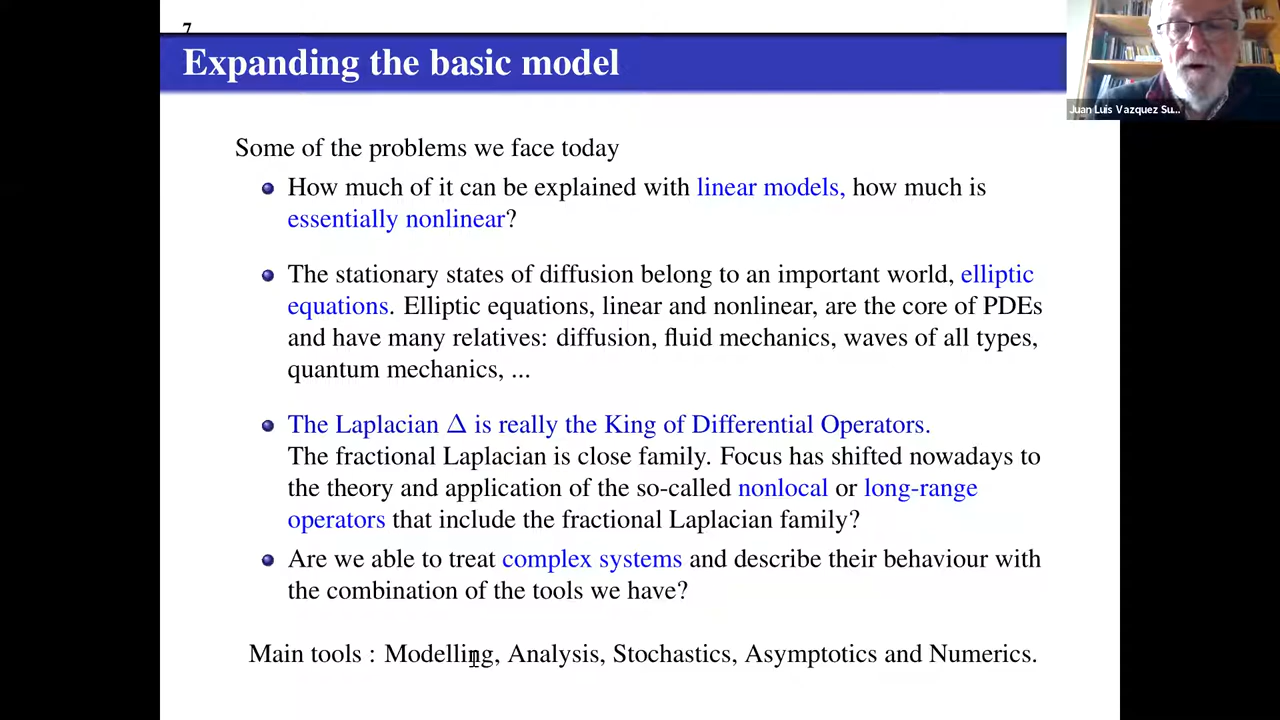 7
Expanding the basic model
Juan Luis Vazquez Su...
Some of the problems we face today
How much of it can be explained with linear models, how much is
essentially nonlinear?
The stationary states of diffusion belong to an important world, elliptic
equations. Elliptic equations, linear and nonlinear, are the core of PDEs
and have many relatives: diffusion, fluid mechanics, waves of all types,
quantum mechanics, ...
The Laplacian Δ is really the King of Differential Operators.
The fractional Laplacian is close family. Focus has shifted nowadays to
the theory and application of the so-called nonlocal or long-range
operators that include the fractional Laplacian family?
Are we able to treat complex systems and describe their behaviour with
the combination of the tools we have?
Main tools : Modelling, Analysis, Stochastics, Asymptotics and Numerics.